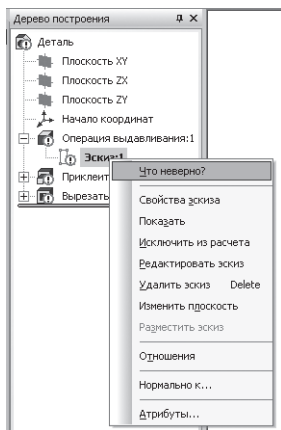 Дерево построения
Деталь
Плоскость XY
Плоскость ZX
Плоскость ZY
Начало координат
Операция выдавливания:1
Эскиз:1
Что неверно?
Приклеит
Вырезать
Свойства эскиза
Показать
Исключить из расчета
Редактировать эскиз
Удалить эскиз Delete
Изменить плоскость
Разместить эскиз
Отношения
Нормально к...
Атрибуты...